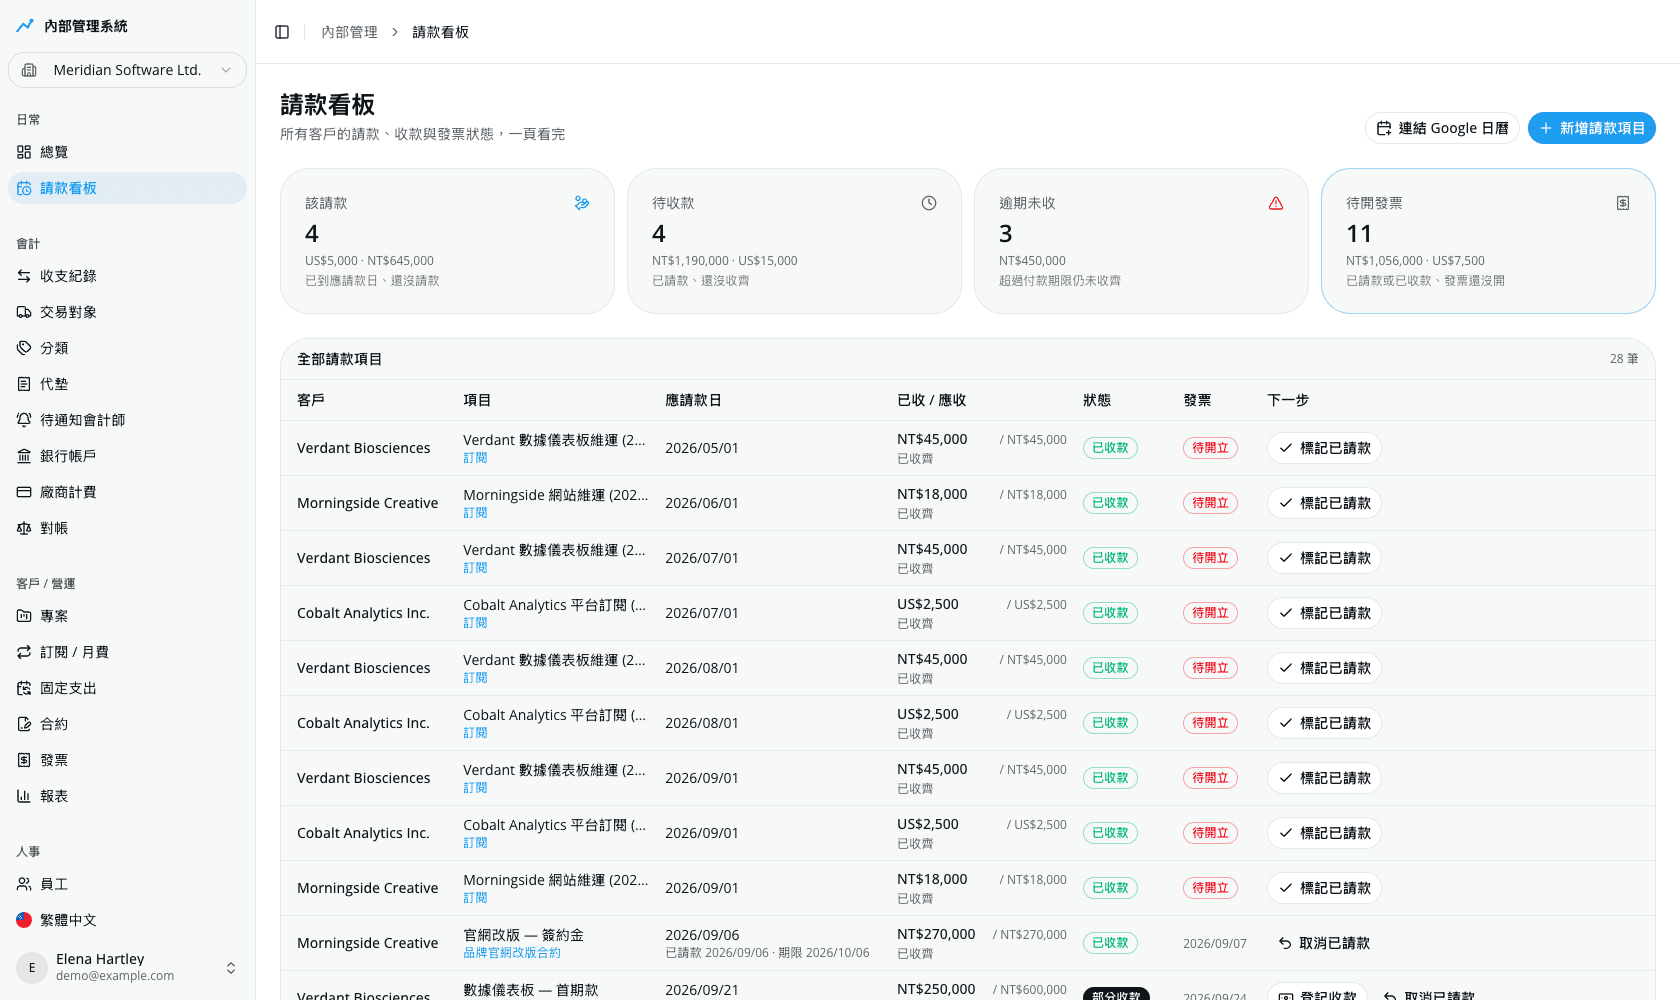 內部管理系統
Meridian Software Ltd.
日常
總覽
請款看板
會計
收支紀錄
交易對象
分類
代墊
待通知會計師
銀行帳戶
廠商計費
對帳
客戶 / 營運
專案
訂閱 / 月費
固定支出
合約
發票
報表
人事
員工
繁體中文
E
Elena Hartley
demo@example.com
內部管理 > 請款看板
請款看板
所有客戶的請款、收款與發票狀態，一頁看完
連結 Google 日曆
新增請款項目
該請款
4
US$5,000 · NT$645,000
已到應請款日、還沒請款
待收款
4
NT$1,190,000 · US$15,000
已請款、還沒收齊
逾期未收
3
NT$450,000
超過付款期限仍未收齊
待開發票
11
NT$1,056,000 · US$7,500
已請款或已收款、發票還沒開
全部請款項目 28 筆
客戶 項目 應請款日 已收 / 應收 狀態 發票 下一步
Verdant Biosciences Verdant 數據儀表板維運 (2... 2026/05/01 NT$45,000 / NT$45,000 已收款 待開立 標記已請款
訂閱 已收齊
Morningside Creative Morningside 網站維運 (202... 2026/06/01 NT$18,000 / NT$18,000 已收款 待開立 標記已請款
訂閱 已收齊
Verdant Biosciences Verdant 數據儀表板維運 (2... 2026/07/01 NT$45,000 / NT$45,000 已收款 待開立 標記已請款
訂閱 已收齊
Cobalt Analytics Inc. Cobalt Analytics 平台訂閱 (... 2026/07/01 US$2,500 / US$2,500 已收款 待開立 標記已請款
訂閱 已收齊
Verdant Biosciences Verdant 數據儀表板維運 (2... 2026/08/01 NT$45,000 / NT$45,000 已收款 待開立 標記已請款
訂閱 已收齊
Cobalt Analytics Inc. Cobalt Analytics 平台訂閱 (... 2026/08/01 US$2,500 / US$2,500 已收款 待開立 標記已請款
訂閱 已收齊
Verdant Biosciences Verdant 數據儀表板維運 (2... 2026/09/01 NT$45,000 / NT$45,000 已收款 待開立 標記已請款
訂閱 已收齊
Cobalt Analytics Inc. Cobalt Analytics 平台訂閱 (... 2026/09/01 US$2,500 / US$2,500 已收款 待開立 標記已請款
訂閱 已收齊
Morningside Creative Morningside 網站維運 (202... 2026/09/01 NT$18,000 / NT$18,000 已收款 待開立 標記已請款
訂閱 已收齊
Morningside Creative 官網改版 — 簽約金 2026/09/06 NT$270,000 / NT$270,000 已收款 2026/09/07 取消已請款
品牌官網改版合約 已請款 2026/09/06 · 期限 2026/10/06 已收齊
Verdant Biosciences 數據儀表板 — 首期款 2026/09/21 NT$250,000 / NT$600,000 部分收款 2026/09/24 登記收款 取消已請款